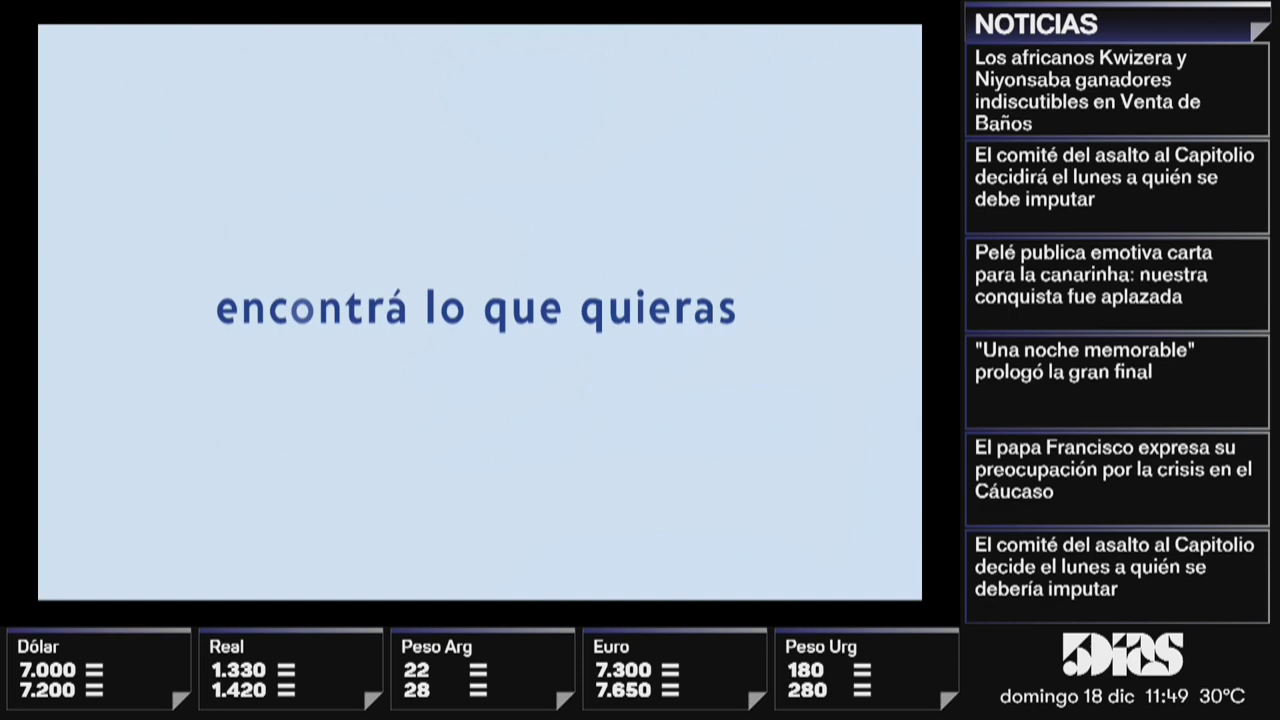 encontrá lo que quieras
NOTICIAS
Los africanos Kwizera y
Niyonsaba ganadores
indiscutibles en Venta de
Baños
El comité del asalto al Capitolio
decidirá el lunes a quién se
debe imputar
Pelé publica emotiva carta
para la canarinha: nuestra
conquista fue aplazada
"Una noche memorable"
prologó la gran final
El papa Francisco expresa su
preocupación por la crisis en el
Cáucaso
El comité del asalto al Capitolio
decide el lunes a quién se
debería imputar
Dólar
7.000
7.200
Real
1.330
1.420
Peso Arg
22
28
Euro
7.300
7.650
Peso Urg
180
280
5DIAS
domingo 18 dic 11:49 30°C